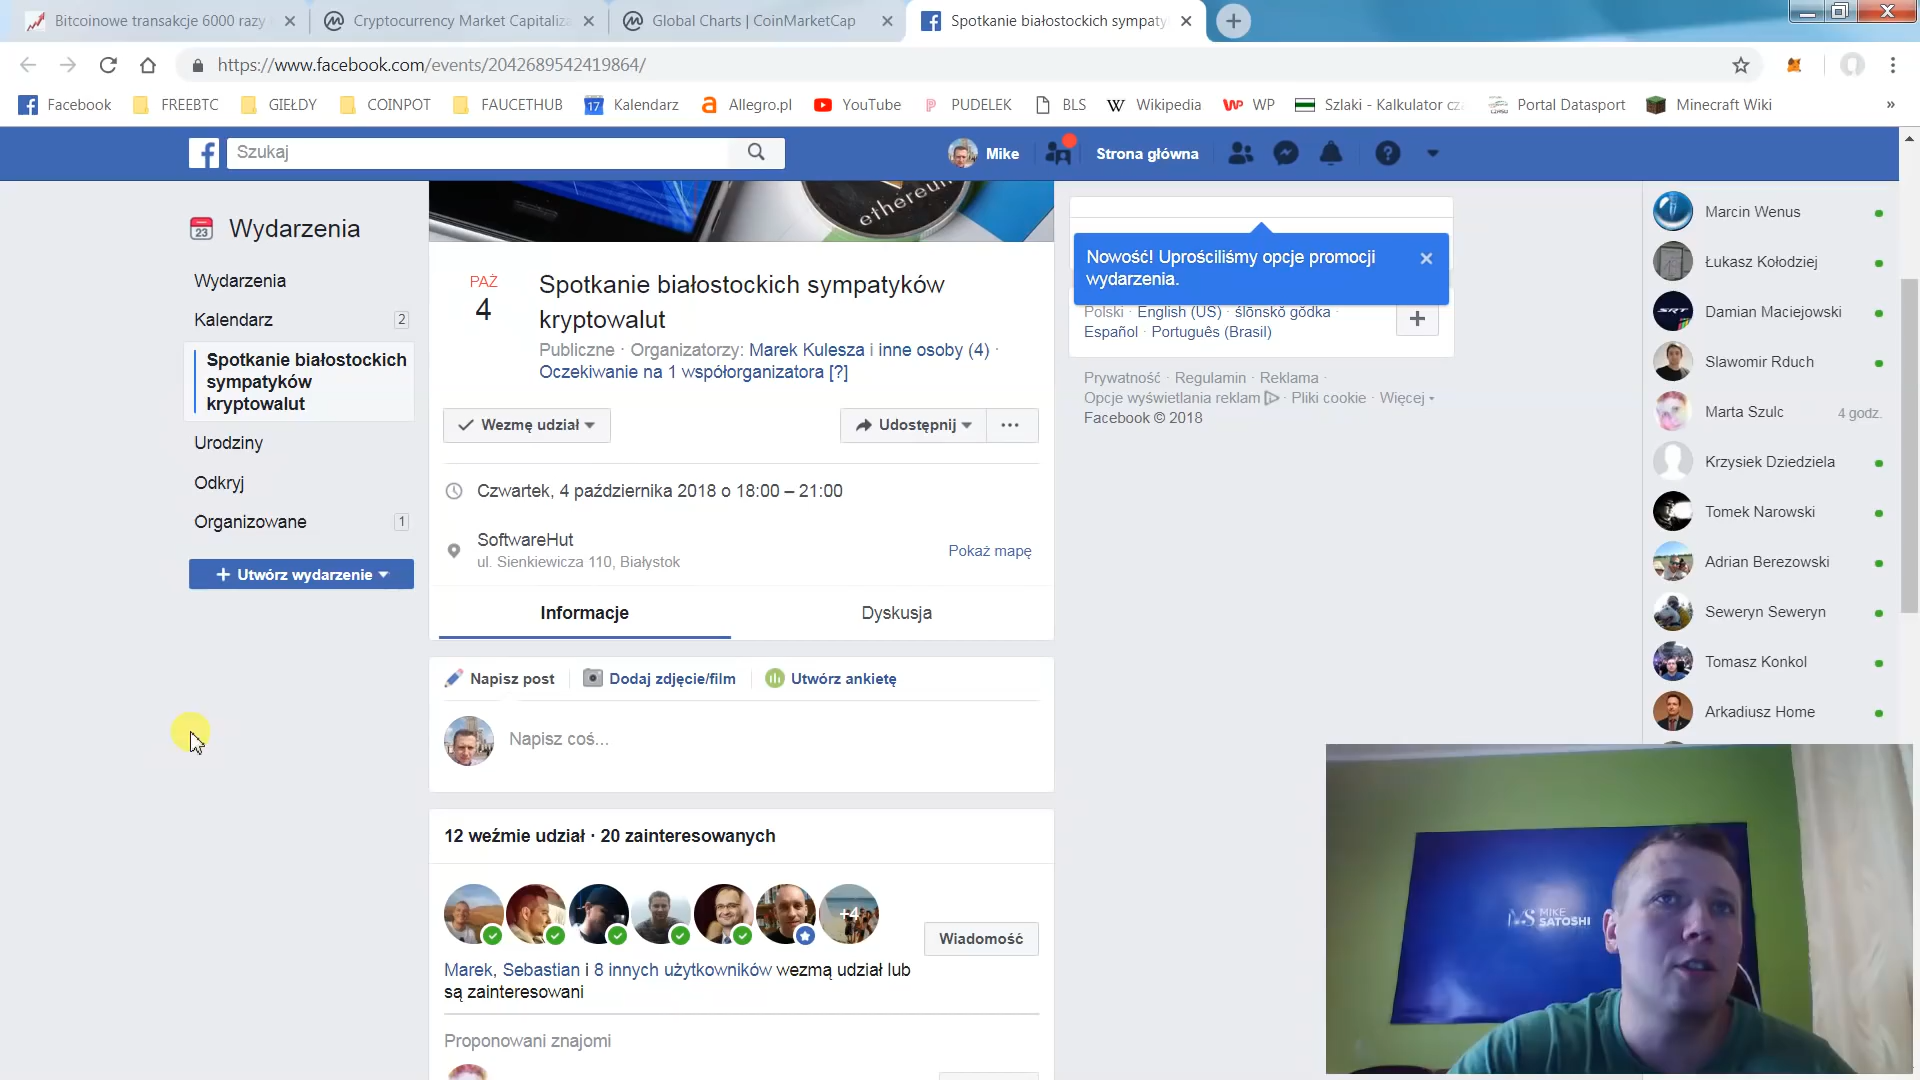 Bitcoinowe transakcje 6000 razy
Cryptocurrency Market Capitaliza
Global Charts | CoinMarketCap
Spotkanie białostockich sympaty
https://www.facebook.com/events/2042689542419864/
Facebook
FREEBTC
GIEŁDY
COINPOT
FAUCETHUB
17 Kalendarz
Allegro.pl
YouTube
PUDELEK
BLS
Wikipedia
WP
Szlaki - Kalkulator cza
Portal Datasport
Minecraft Wiki
»
Szukaj
Mike
Strona główna
ethereum
23 Wydarzenia
Wydarzenia
Kalendarz 2
Spotkanie białostockich
sympatyków
kryptowalut
Urodziny
Odkryj
Organizowane 1
+ Utwórz wydarzenie
PAŹ
4
Spotkanie białostockich sympatyków
kryptowalut
Publiczne · Organizatorzy: Marek Kulesza i inne osoby (4) ·
Oczekiwanie na 1 współorganizatora [?]
Wezmę udział
Udostępnij
Czwartek, 4 października 2018 o 18:00 – 21:00
SoftwareHut
ul. Sienkiewicza 110, Białystok
Pokaż mapę
Informacje
Dyskusja
Napisz post
Dodaj zdjęcie/film
Utwórz ankietę
Napisz coś...
12 weźmie udział · 20 zainteresowanych
+4
Wiadomość
Marek, Sebastian i 8 innych użytkowników wezmą udział lub
są zainteresowani
Proponowani znajomi
Nowość! Uprościliśmy opcje promocji
wydarzenia.
Polski · English (US) · ślōnskŏ gŏdka ·
Español · Português (Brasil)
Prywatność · Regulamin · Reklama ·
Opcje wyświetlania reklam · Pliki cookie · Więcej
Facebook © 2018
Marcin Wenus
Łukasz Kołodziej
Damian Maciejowski
SRT
Slawomir Rduch
Marta Szulc 4 godz.
Krzysiek Dziedziela
Tomek Narowski
Adrian Berezowski
Seweryn Seweryn
Tomasz Konkol
Arkadiusz Home
MS MIKE
SATOSHI